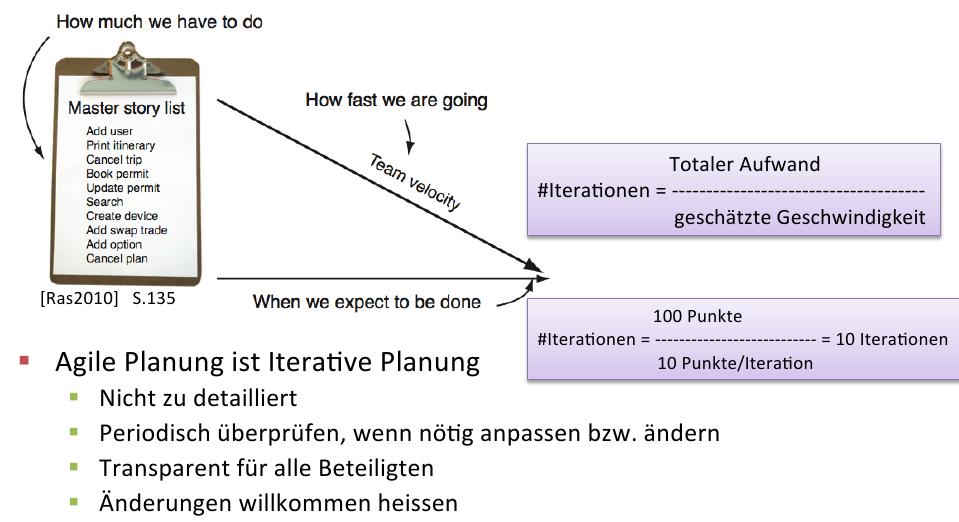 How much we have to do
Master story list
Add user
Print itinerary
Cancel trip
Book permit
Update permit
Search
Create device
Add swap trade
Add option
Cancel plan
[Ras2010] S.135
How fast we are going
Team velocity
When we expect to be done
Totaler Aufwand
#Iterationen = -------------------------------------
geschätzte Geschwindigkeit
100 Punkte
#Iterationen = --------------------------- = 10 Iterationen
10 Punkte/Iteration
Agile Planung ist Iterative Planung
Nicht zu detailliert
Periodisch überprüfen, wenn nötig anpassen bzw. ändern
Transparent für alle Beteiligten
Änderungen willkommen heissen